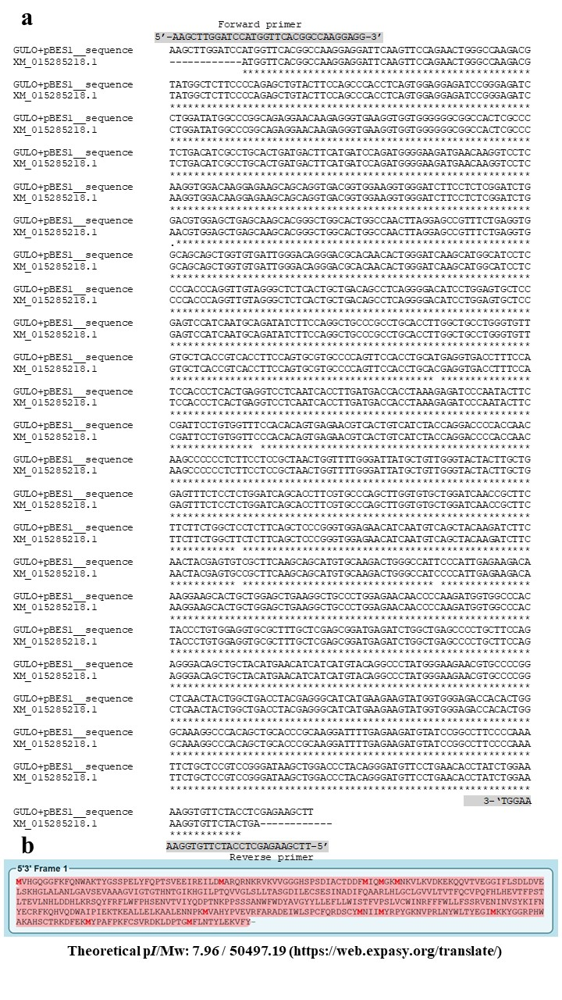 a
Forward primer
5’-AAGCTTGGATCCATGGTTCACGGCCAAGGAGG-3’
GULO+pBES1__sequence AAGCTTGGATCCATGGTTCACGGCCAAGGAGGATTCAAGTTCCAGAACTGGGCCAAGACG
XM_015285218.1 ------------ATGGTTCACGGCCAAGGAGGATTCAAGTTCCAGAACTGGGCCAAGACG
************************************************
GULO+pBES1__sequence TATGGCTCTTCCCCAGAGCTGTACTTCCAGCCCACCTCAGTGGAGGAGATCCGGGAGATC
XM_015285218.1 TATGGCTCTTCCCCAGAGCTGTACTTCCAGCCCACCTCAGTGGAGGAGATCCGGGAGATC
************************************************************
GULO+pBES1__sequence CTGGATATGGCCCGGCAGAGGAACAAGAGGGTGAAGGTGGTGGGGGGCGGCCACTCGCCC
XM_015285218.1 CTGGATATGGCCCGGCAGAGGAACAAGAGGGTGAAGGTGGTGGGGGGCGGCCACTCGCCC
************************************************************
GULO+pBES1__sequence TCTGACATCGCCTGCACTGATGACTTCATGATCCAGATGGGGAAGATGAACAAGGTCCTC
XM_015285218.1 TCTGACATCGCCTGCACTGATGACTTCATGATCCAGATGGGGAAGATGAACAAGGTCCTC
************************************************************
GULO+pBES1__sequence AAGGTGGACAAGGAGAAGCAGCAGGTGACGGTGGAAGGTGGGATCTTCCTCTCGGATCTG
XM_015285218.1 AAGGTGGACAAGGAGAAGCAGCAGGTGACGGTGGAAGGTGGGATCTTCCTCTCGGATCTG
************************************************************
GULO+pBES1__sequence GACGTGGAGCTGAGCAAGCACGGGCTGGCACTGGCCAACTTAGGAGCCGTTTCTGAGGTG
XM_015285218.1 AACGTGGAGCTGAGCAAGCACGGGCTGGCACTGGCCAACTTAGGAGCCGTTTCTGAGGTG
.***********************************************************
GULO+pBES1__sequence GCAGCAGCTGGTGTGATTGGGACAGGGACGCACAACACTGGGATCAAGCATGGCATCCTC
XM_015285218.1 GCAGCAGCTGGTGTGATTGGGACAGGGACGCACAACACTGGGATCAAGCATGGCATCCTC
************************************************************
GULO+pBES1__sequence CCCACCCAGGTTGTAGGGCTCTCACTGCTGACAGCCTCAGGGGACATCCTGGAGTGCTCC
XM_015285218.1 CCCACCCAGGTTGTAGGGCTCTCACTGCTGACAGCCTCAGGGGACATCCTGGAGTGCTCC
************************************************************
GULO+pBES1__sequence GAGTCCATCAATGCAGATATCTTCCAGGCTGCCCGCCTGCACCTTGGCTGCCTGGGTGTT
XM_015285218.1 GAGTCCATCAATGCAGATATCTTCCAGGCTGCCCGCCTGCACCTTGGCTGCCTGGGTGTT
************************************************************
GULO+pBES1__sequence GTGCTCACCGTCACCTTCCAGTGCGTGCCCCAGTTCCACCTGCATGAGGTGACCTTTCCA
XM_015285218.1 GTGCTCACCGTCACCTTCCAGTGCGTGCCCCAGTTCCACCTGCACGAGGTGACCTTTCCA
******************************************** ***************
GULO+pBES1__sequence TCCACCCTCACTGAGGTCCTCAATCACCTTGATGACCACCTAAAGAGATCCCAATACTTC
XM_015285218.1 TCCACCCTCACTGAGGTCCTCAATCACCTTGATGACCACCTAAAGAGATCCCAATACTTC
************************************************************
GULO+pBES1__sequence CGATTCCTGTGGTTTCCACACAGTGAGAACGTCACTGTCATCTACCAGGACCCCACCAAC
XM_015285218.1 CGATTCCTGTGGTTCCCACACAGTGAGAACGTCACTGTCATCTACCAGGACCCCACCAAC
************** *********************************************
GULO+pBES1__sequence AAGCCCCCCTCTTCCTCCGCTAACTGGTTTTGGGATTATGCTGTTGGGTACTACTTGCTG
XM_015285218.1 AAGCCCCCCTCTTCCTCCGCTAACTGGTTTTGGGATTATGCTGTTGGGTACTACTTGCTG
************************************************************
GULO+pBES1__sequence GAGTTTCTCCTCTGGATCAGCACCTTCGTGCCCAGCTTGGTGTGCTGGATCAACCGCTTC
XM_015285218.1 GAGTTTCTCCTCTGGATCAGCACCTTCGTGCCCAGCTTGGTGTGCTGGATCAACCGCTTC
************************************************************
GULO+pBES1__sequence TTCTTCTGGCTCCTCTTCAGCTCCCGGGTGGAGAACATCAATGTCAGCTACAAGATCTTC
XM_015285218.1 TTCTTCTGGCTTCTCTTCAGCTCCCGGGTGGAGAACATCAATGTCAGCTACAAGATCTTC
*********** ************************************************
GULO+pBES1__sequence AACTACGAGTGTCGCTTCAAGCAGCATGTGCAAGACTGGGCCATTCCCATTGAGAAGACA
XM_015285218.1 AACTACGAGTGCCGCTTCAAGCAGCATGTGCAAGACTGGGCCATCCCCATTGAGAAGACA
*********** ******************************** ***************
GULO+pBES1__sequence AAGGAAGCACTGCTGGAGCTGAAGGCTGCCCTGGAGAACAACCCCAAGATGGTGGCCCAC
XM_015285218.1 AAGGAAGCACTGCTGGAGCTGAAGGCTGCCCTGGAGAACAACCCCAAGATGGTGGCCCAC
************************************************************
GULO+pBES1__sequence TACCCTGTGGAGGTGCGCTTTGCTCGAGCGGATGAGATCTGGCTGAGCCCCTGCTTCCAG
XM_015285218.1 TACCCTGTGGAGGTGCGCTTTGCTCGAGCGGATGAGATCTGGCTGAGCCCCTGCTTCCAG
************************************************************
GULO+pBES1__sequence AGGGACAGCTGCTACATGAACATCATCATGTACAGGCCCTATGGGAAGAACGTGCCCCGG
XM_015285218.1 AGGGACAGCTGCTACATGAACATCATCATGTACAGGCCCTATGGGAAGAACGTGCCCCGG
************************************************************
GULO+pBES1__sequence CTCAACTACTGGCTGACCTACGAGGGCATCATGAAGAAGTATGGTGGGAGACCACACTGG
XM_015285218.1 CTCAACTACTGGCTGACCTACGAGGGCATCATGAAGAAGTATGGTGGGAGACCACACTGG
************************************************************
GULO+pBES1__sequence GCAAAGGCCCACAGCTGCACCCGCAAGGATTTTGAGAAGATGTATCCGGCCTTCCCCAAA
XM_015285218.1 GCAAAGGCCCACAGCTGCACCCGCAAGGATTTTGAGAAGATGTATCCGGCCTTCCCCAAA
************************************************************
GULO+pBES1__sequence TTCTGCTCCGTCCGGGATAAGCTGGACCCTACAGGGATGTTCCTGAACACCTATCTGGAA
XM_015285218.1 TTCTGCTCCGTCCGGGATAAGCTGGACCCTACAGGGATGTTCCTGAACACCTATCTGGAA
************************************************************
3-‘TGGAA
GULO+pBES1__sequence AAGGTGTTCTACCTCGAGAAGCTT
XM_015285218.1 AAGGTGTTCTACTGA------------
************
b
AAGGTGTTCTACCTCGAGAAGCTT-5’
Reverse primer
5'3' Frame 1
MVHGQGGFKFQNWAKTYGSSPELYFQPTSVEEIREILDMARQRNKRVKVVGGGHSPSDIACTDDFMIQMGKMNKVLKVDKEKQQVTVEGGIFLSDLDVE
LSKHGLALANLGAVSEVAAAGVIGTGTHNTGIKHGILPTQVVGLSLLTASGDILECSESINADIFQAARLHLGCLGVVLTVTFQCVPQFHLHEVTFPST
LTEVLNHLDDHLKRSQYFRFLWFPHSENVTVIYQDPTNKPPSSSANWFWDYAVGYYLLEFLLWISTFVPSLVCWINRFFFWLLFSSRVENINVSYKIFN
YECRFKQHVQDWAIPIEKTKEALLELKAALENNPKMVAHYPVEVRFARADEIWLSPCFQRDSCYMNIIMYRPYGKNVPRLNYWLTYEGIMKKYGGRPHW
AKAHSCTRKDFEKMYPAFPKFCSVRDKLDPTGMFLNTYLEKVFY-
Theoretical pI/Mw: 7.96 / 50497.19 (https://web.expasy.org/translate/)